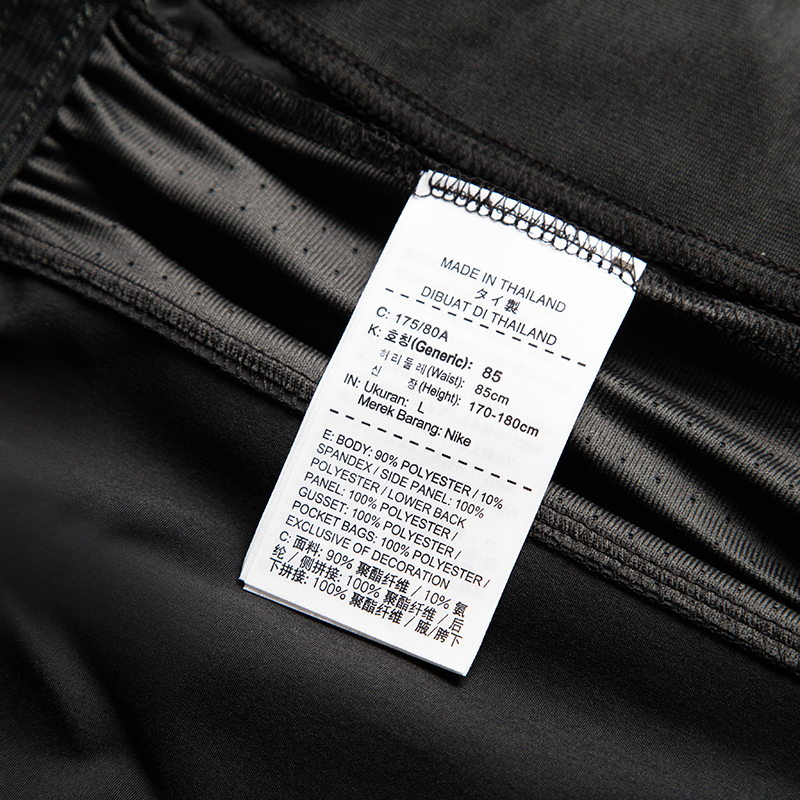 MADE IN THAILAND
タイ製
DIBUAT DI THAILAND
C: 175/80A
K: 호칭(Generic): 85
허리둘레(Waist): 85cm
신 장(Height): 170-180cm
IN: Ukuran: L
Merek Barang: Nike
E: BODY: 90% POLYESTER / 10%
SPANDEX / SIDE PANEL: 100%
POLYESTER / LOWER BACK
PANEL: 100% POLYESTER /
GUSSET: 100% POLYESTER /
POCKET BAGS: 100% POLYESTER /
EXCLUSIVE OF DECORATION
C: 面料: 90% 聚酯纤维 / 10% 氨
纶 / 侧拼接: 100% 聚酯纤维 / 后
下拼接: 100% 聚酯纤维 / 腋/胯下